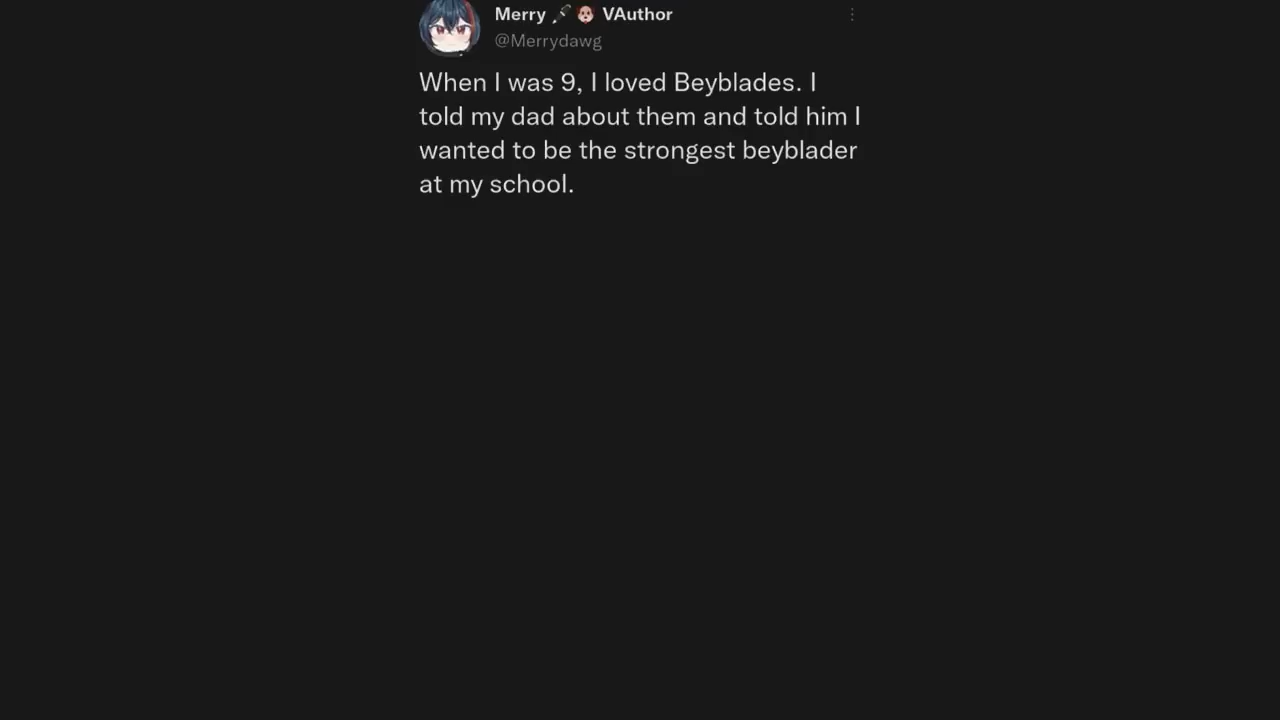 Merry 🎤 🐶 VAuthor
@Merrydawg
When I was 9, I loved Beyblades. I
told my dad about them and told him I
wanted to be the strongest beyblader
at my school.